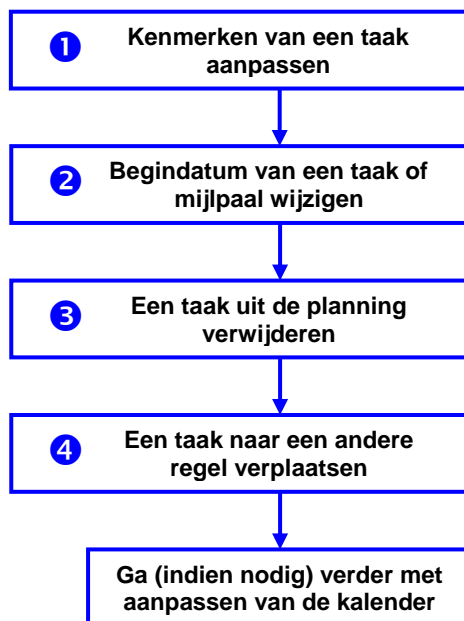 ❶ Kenmerken van een taak
aanpassen
❷ Begindatum van een taak of
mijlpaal wijzigen
❸ Een taak uit de planning
verwijderen
❹ Een taak naar een andere
regel verplaatsen
Ga (indien nodig) verder met
aanpassen van de kalender